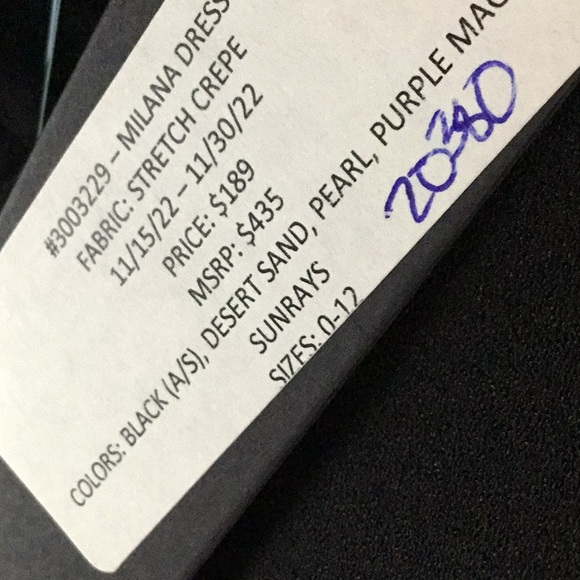 #3003229 – MILANA DRESS
FABRIC: STRETCH CREPE
11/15/22 – 11/30/22
PRICE: $189
MSRP: $435
COLORS: BLACK (A/S), DESERT SAND, PEARL, PURPLE MAG
SUNRAYS
SIZES: 0-12